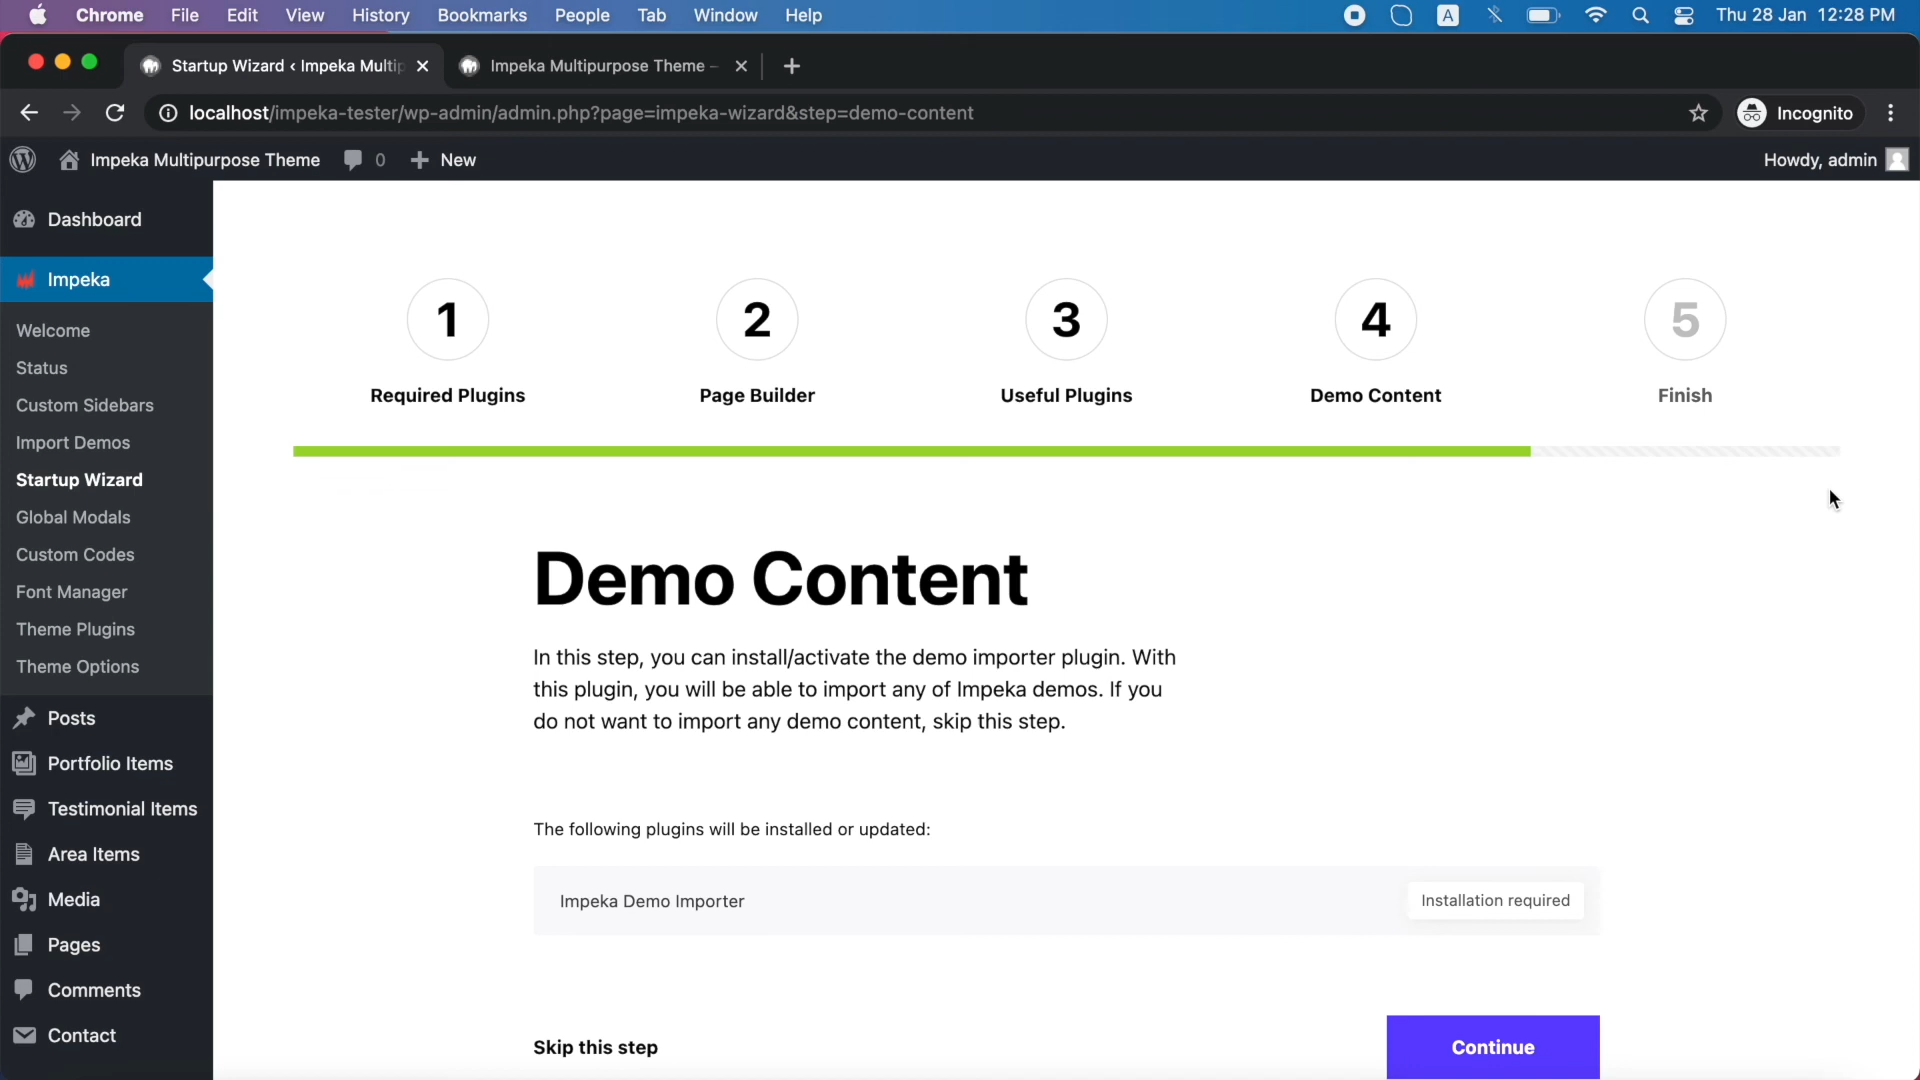 Chrome File Edit View History Bookmarks People Tab Window Help A Thu 28 Jan 12:28 PM
Startup Wizard ‹ Impeka Multip Impeka Multipurpose Theme –
localhost/impeka-tester/wp-admin/admin.php?page=impeka-wizard&step=demo-content Incognito
Impeka Multipurpose Theme 0 New Howdy, admin
Dashboard
Impeka
Welcome
Status
Custom Sidebars
Import Demos
Startup Wizard
Global Modals
Custom Codes
Font Manager
Theme Plugins
Theme Options
Posts
Portfolio Items
Testimonial Items
Area Items
Media
Pages
Comments
Contact
1 2 3 4 5
Required Plugins Page Builder Useful Plugins Demo Content Finish
Demo Content
In this step, you can install/activate the demo importer plugin. With
this plugin, you will be able to import any of Impeka demos. If you
do not want to import any demo content, skip this step.
The following plugins will be installed or updated:
Impeka Demo Importer Installation required
Skip this step Continue